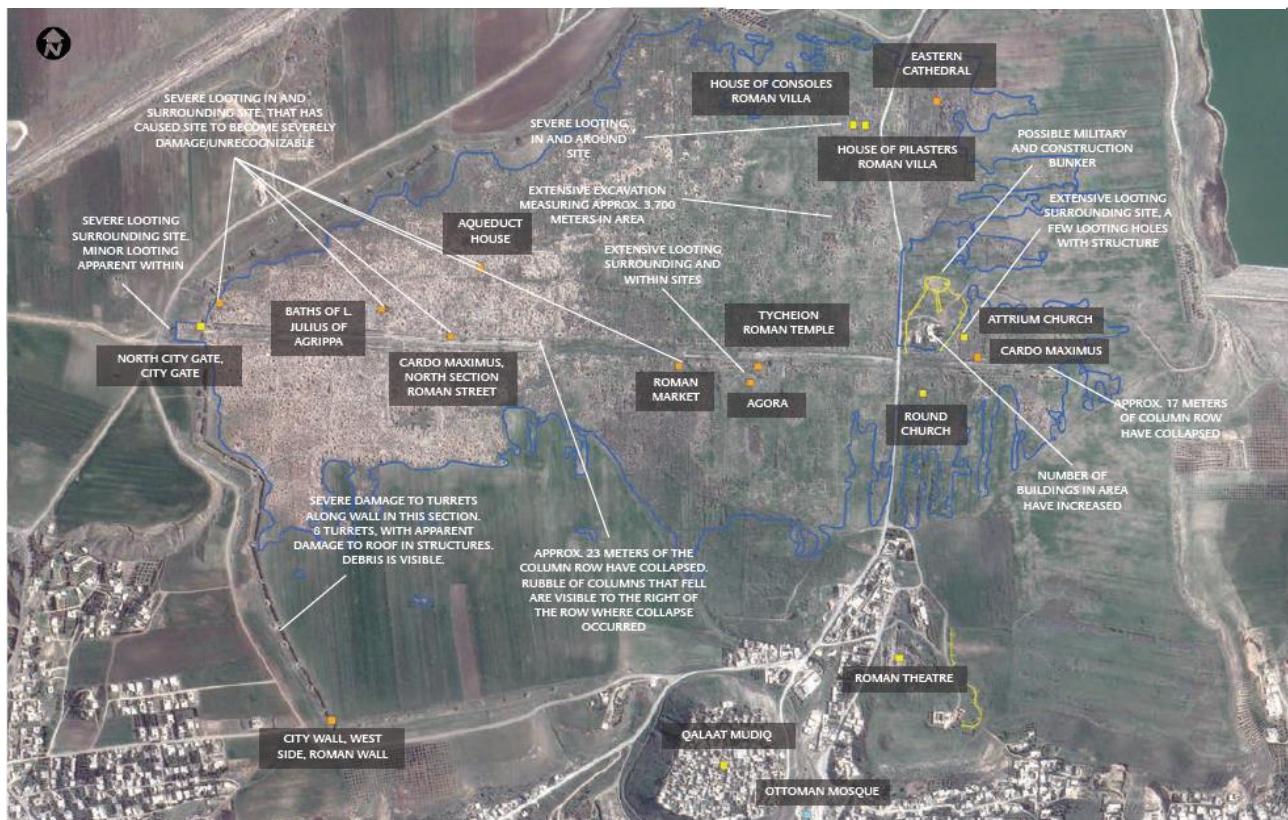 N
EASTERN
CATHEDRAL
HOUSE OF CONSOLES
ROMAN VILLA
SEVERE LOOTING IN AND
SURROUNDING SITE, THAT HAS
CAUSED SITE TO BECOME SEVERELY
DAMAGE/UNRECOGNIZABLE
SEVERE LOOTING,
IN AND AROUND
SITE
POSSIBLE MILITARY
AND CONSTRUCTION
BUNKER
HOUSE OF PILASTERS
ROMAN VILLA
EXTENSIVE EXCAVATION
MEASURING APPROX. 3,700
METERS IN AREA
EXTENSIVE LOOTING
SURROUNDING SITE, A
FEW LOOTING HOLES
WITH STRUCTURE
SEVERE LOOTING
SURROUNDING SITE.
MINOR LOOTING
APPARENT WITHIN
AQUEDUCT
HOUSE
EXTENSIVE LOOTING
SURROUNDING AND
WITHIN SITES
BATHS OF L.
JULIUS OF
AGRIPPA
TYCHEION
ROMAN TEMPLE
ATTRIUM CHURCH
CARDO MAXIMUS
NORTH CITY GATE,
CITY GATE
CARDO MAXIMUS,
NORTH SECTION
ROMAN STREET
ROMAN
MARKET
AGORA
ROUND
CHURCH
APPROX. 17 METERS
OF COLUMN ROW
HAVE COLLAPSED
NUMBER OF
BUILDINGS IN AREA
HAVE INCREASED
SEVERE DAMAGE TO TURRETS
ALONG WALL IN THIS SECTION.
TURRETS, WITH APPARENT
DAMAGE TO ROOF IN STRUCTURES.
DEBRIS IS VISIBLE.
APPROX. 23 METERS OF THE
COLUMN ROW HAVE COLLAPSED.
RUBBLE OF COLUMNS THAT FELL
ARE VISIBLE TO THE RIGHT OF
THE ROW WHERE COLLAPSE
OCCURRED
ROMAN THEATRE
CITY WALL, WEST
SIDE, ROMAN WALL
QALAAT MUDIQ
OTTOMAN MOSQUE